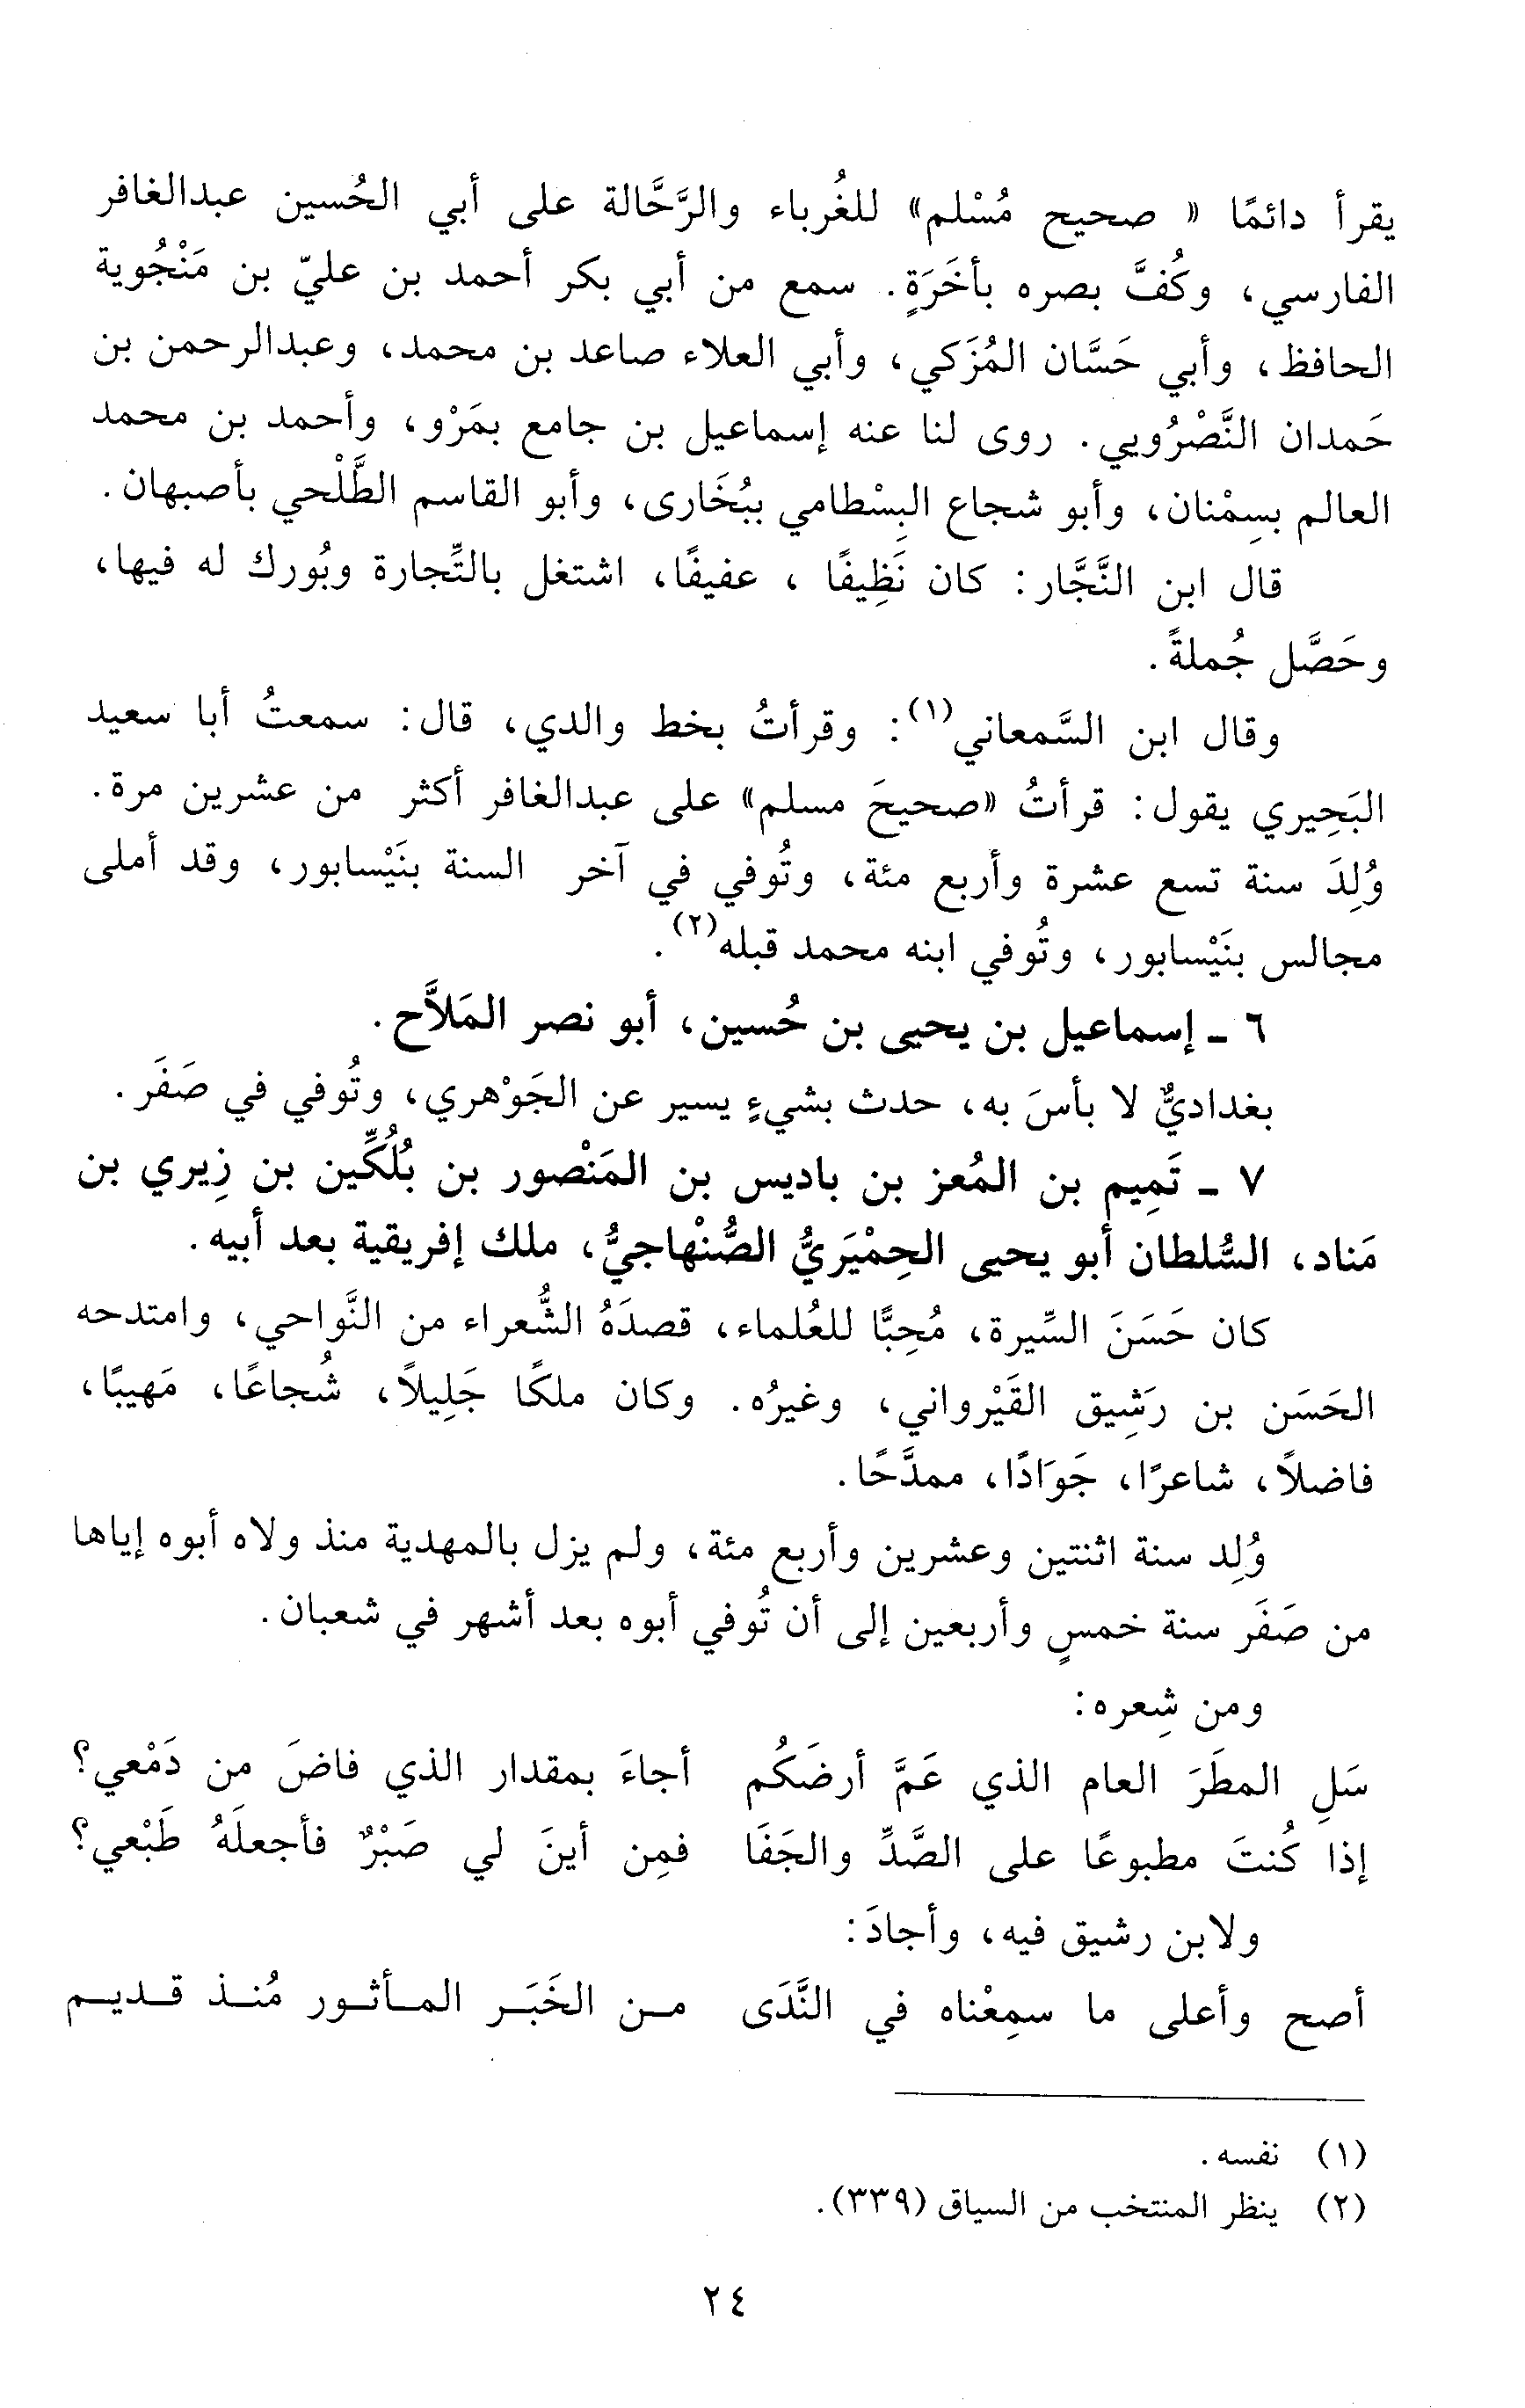 يقرأ دائمًا « صحيح مُسْلم» للغُرباء والرَّحَّالة على أبي الحُسين عبدالغافر
الفارسي، وكُفَّ بصره بأخَرَةٍ. سمع من أبي بكر أحمد بن عليّ بن مَنْجُوية
الحافظ، وأبي حَسَّان المُزَكي، وأبي العلاء صاعد بن محمد، وعبدالرحمن بن
حَمدان النَّصْرُويي. روى لنا عنه إسماعيل بن جامع بمَرْو، وأحمد بن محمد
العالم بسِمْنان، وأبو شجاع البِسْطامي ببُخَارى، وأبو القاسم الطَّلْحي بأصبهان.
قال ابن النَّجَّار: كان نَظِيفًا ، عفيفًا، اشتغل بالتِّجارة وبُورك له فيها،
وحَصَّل جُملةً.
وقال ابن السَّمعاني(١): وقرأتُ بخط والدي، قال: سمعتُ أبا سعيد
البَحِيري يقول: قرأتُ «صحيحَ مسلم» على عبدالغافر أكثر من عشرين مرة.
وُلِدَ سنة تسع عشرة وأربع مئة، وتُوفي في آخر السنة بنَيْسابور، وقد أملى
مجالس بنَيْسابور، وتُوفي ابنه محمد قبله(٢).
٦ ـ إسماعيل بن يحيى بن حُسين، أبو نصر المَلاَّح.
بغداديٌّ لا بأسَ به، حدث بشيءٍ يسير عن الجَوْهري، وتُوفي في صَفَر.
٧ ـ تَمِيم بن المُعز بن باديس بن المَنْصور بن بُلُكِّين بن زِيري بن
مَناد، السُّلطان أبو يحيى الحِمْيَريُّ الصُّنْهاجيُّ، ملك إفريقية بعد أبيه.
كان حَسَنَ السِّيرة، مُحِبًّا للعُلماء، قصدَهُ الشُّعراء من النَّواحي، وامتدحه
الحَسَن بن رَشِيق القَيْرواني، وغيرُه. وكان ملكًا جَلِيلاً، شُجاعًا، مَهيبًا،
فاضلاً، شاعرًا، جَوَادًا، ممدَّحًا.
وُلِد سنة اثنتين وعشرين وأربع مئة، ولم يزل بالمهدية منذ ولاه أبوه إياها
من صَفَر سنة خمسٍ وأربعين إلى أن تُوفي أبوه بعد أشهر في شعبان.
ومن شِعره:
سَلِ المطَرَ العام الذي عَمَّ أرضَكُم أجاءَ بمقدار الذي فاضَ من دَمْعي؟
إذا كُنتَ مطبوعًا على الصَّدِّ والجَفَا فمِن أينَ لي صَبْرٌ فأجعلَهُ طَبْعي؟
ولابن رشيق فيه، وأجادَ:
أصح وأعلى ما سمِعْناه في النَّدَى مـن الخَبَـر المـأثـور مُنـذ قـديـم
(١) نفسه.
(٢) ينظر المنتخب من السياق (٣٣٩).
٢٤